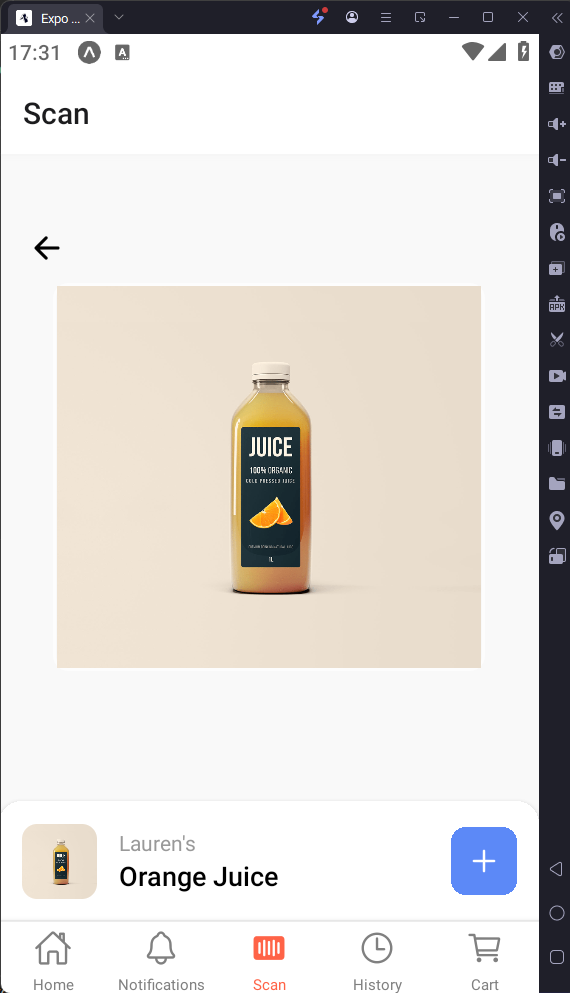 Expo ...
17:31
Scan
JUICE
100% ORGANIC
COLD PRESSED JUICE
1L
Lauren's
Orange Juice
Home
Notifications
Scan
History
Cart
APK